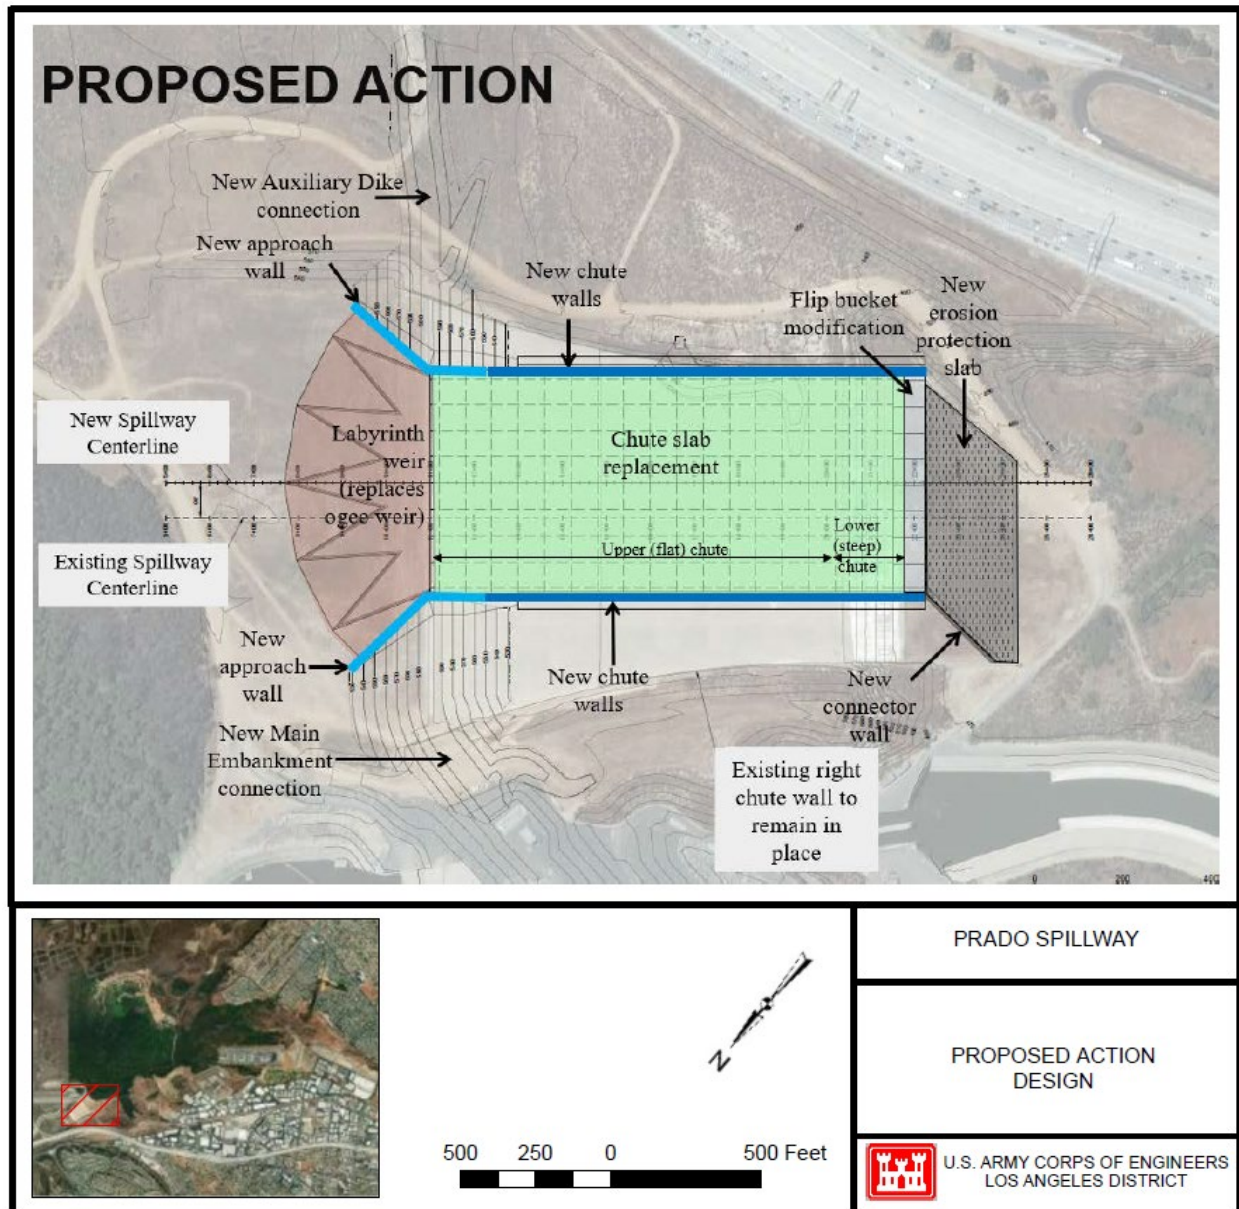 PROPOSED ACTION
New Auxiliary Dike
connection
New approach
wall
New chute
walls
Flip bucket
modification
New
erosion
protection
slab
New Spillway
Centerline
Labyrinth
weir
(replaces
ogee weir)
Chute slab
replacement
Existing Spillway
Centerline
Upper (flat) chute
Lower
(steep)
chute
New
approach
wall
New chute
walls
New
connector
wall
New Main
Embankment
connection
Existing right
chute wall to
remain in
place
0 200 400
N
500 250 0 500 Feet
PRADO SPILLWAY
PROPOSED ACTION
DESIGN
U.S. ARMY CORPS OF ENGINEERS
LOS ANGELES DISTRICT